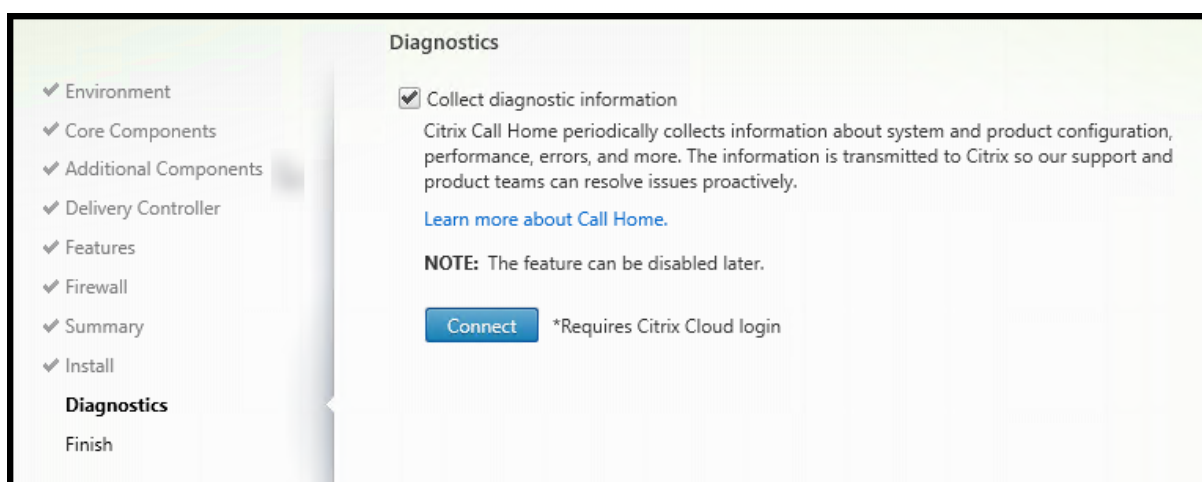 Diagnostics
Environment
Core Components
Additional Components
Delivery Controller
Features
Firewall
Summary
Install
Diagnostics
Finish
Collect diagnostic information
Citrix Call Home periodically collects information about system and product configuration,
performance, errors, and more. The information is transmitted to Citrix so our support and
product teams can resolve issues proactively.
Learn more about Call Home.
NOTE: The feature can be disabled later.
Connect *Requires Citrix Cloud login